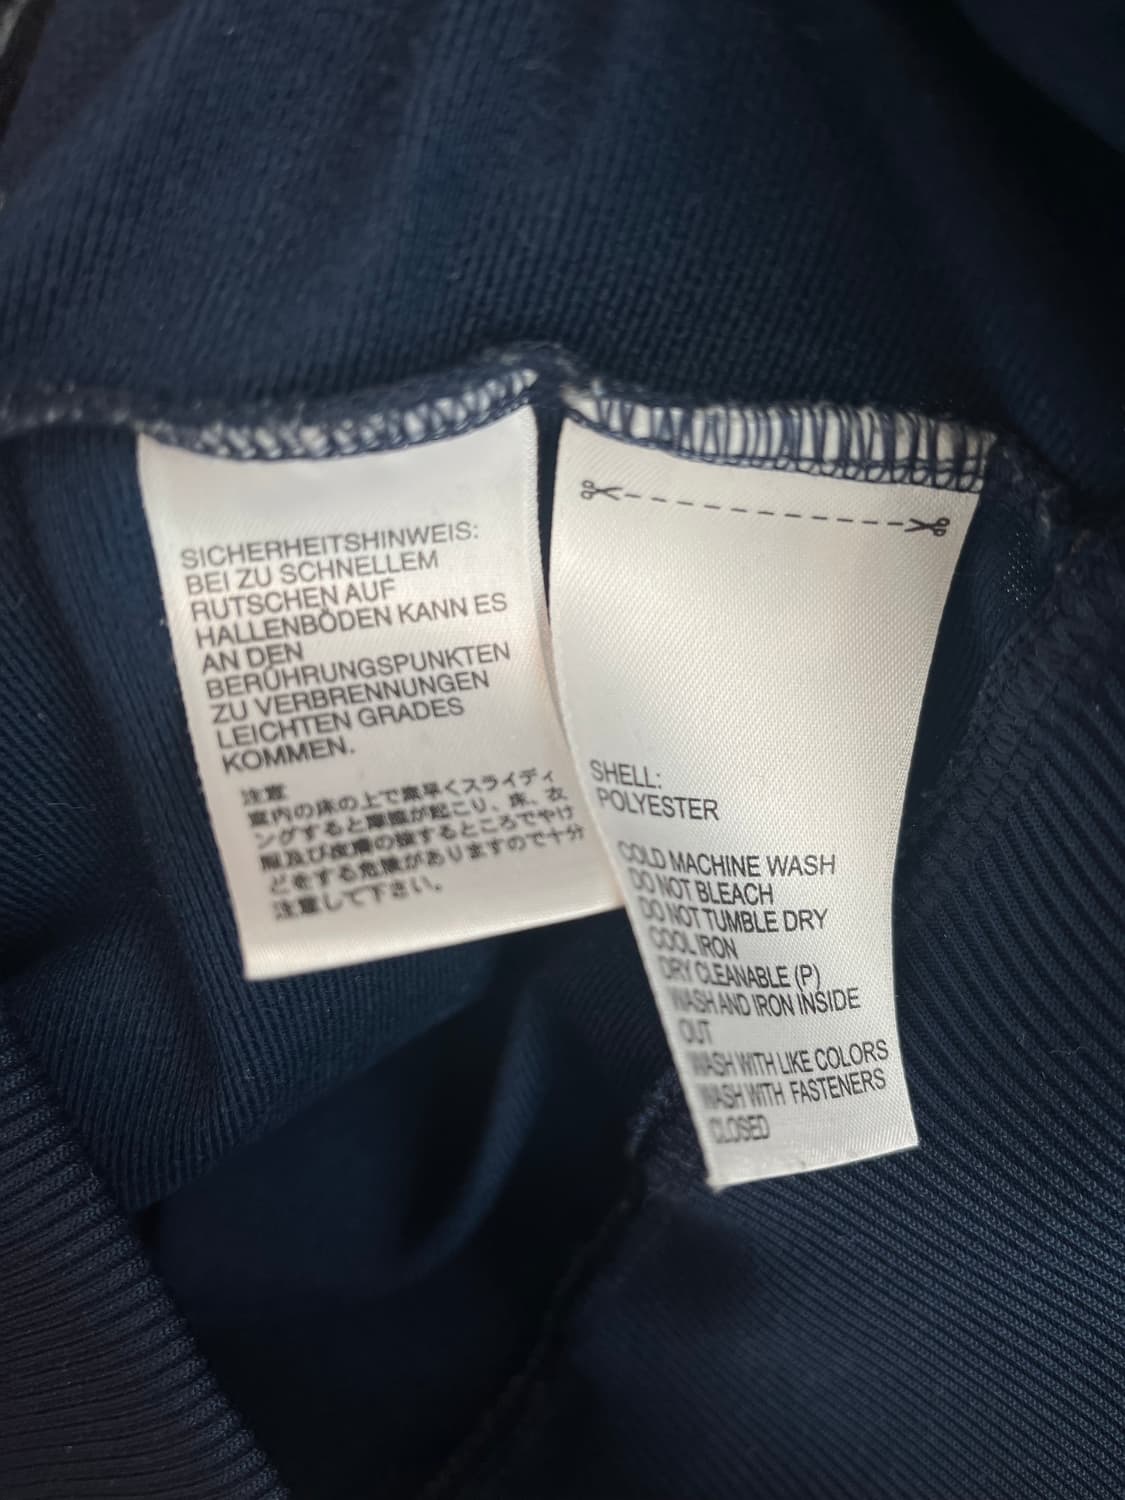 SICHERHEITSHINWEIS:
BEI ZU SCHNELLEM
RUTSCHEN AUF
HALLENBÖDEN KANN ES
AN DEN
BERÜHRUNGSPUNKTEN
ZU VERBRENNUNGEN
LEICHTEN GRADES
KOMMEN.
注意
室内の床の上で素早くスライディ
ングすると摩擦が起こり、床、衣
服及び皮膚の接するところでやけ
どをする危険がありますので十分
注意して下さい。
SHELL:
POLYESTER
COLD MACHINE WASH
DO NOT BLEACH
DO NOT TUMBLE DRY
COOL IRON
DRY CLEANABLE (P)
WASH AND IRON INSIDE
OUT
WASH WITH LIKE COLORS
WASH WITH FASTENERS
CLOSED